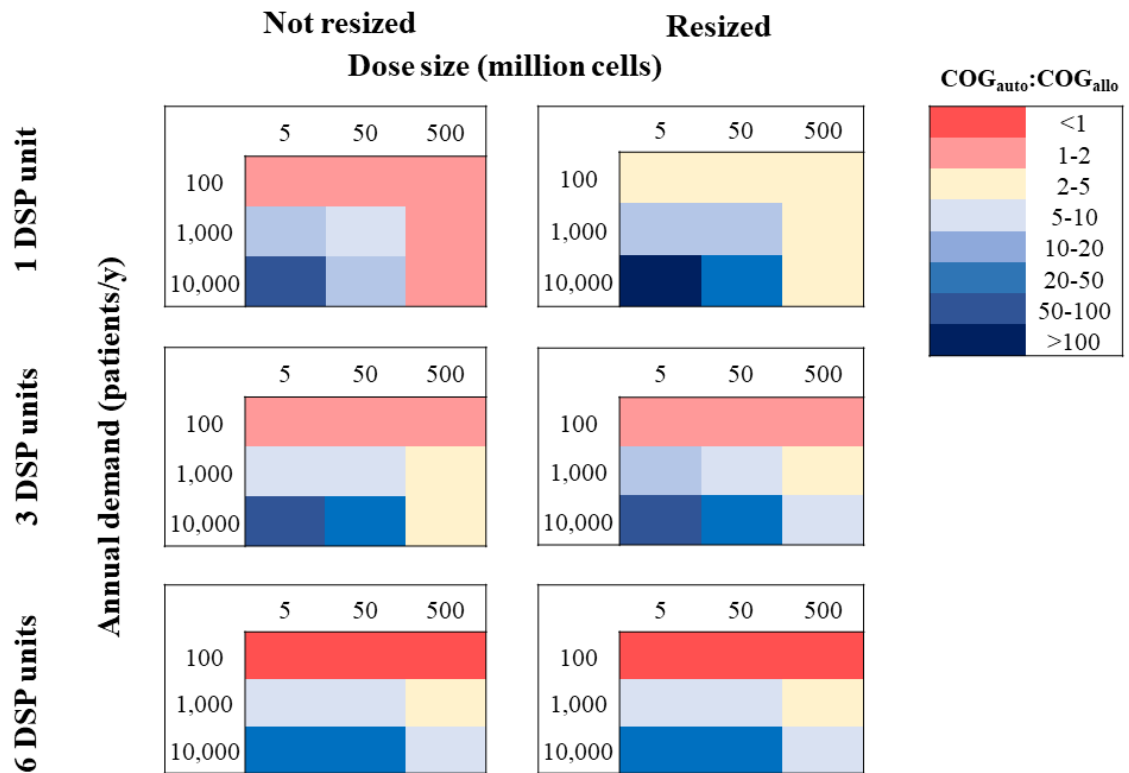 Not resized Resized
Dose size (million cells)
COGauto:COGallo
<1
1-2
2-5
5-10
10-20
20-50
50-100
>100
Annual demand (patients/y)
1 DSP unit
5 50 500
100
1,000
10,000
5 50 500
100
1,000
10,000
3 DSP units
5 50 500
100
1,000
10,000
5 50 500
100
1,000
10,000
6 DSP units
5 50 500
100
1,000
10,000
5 50 500
100
1,000
10,000